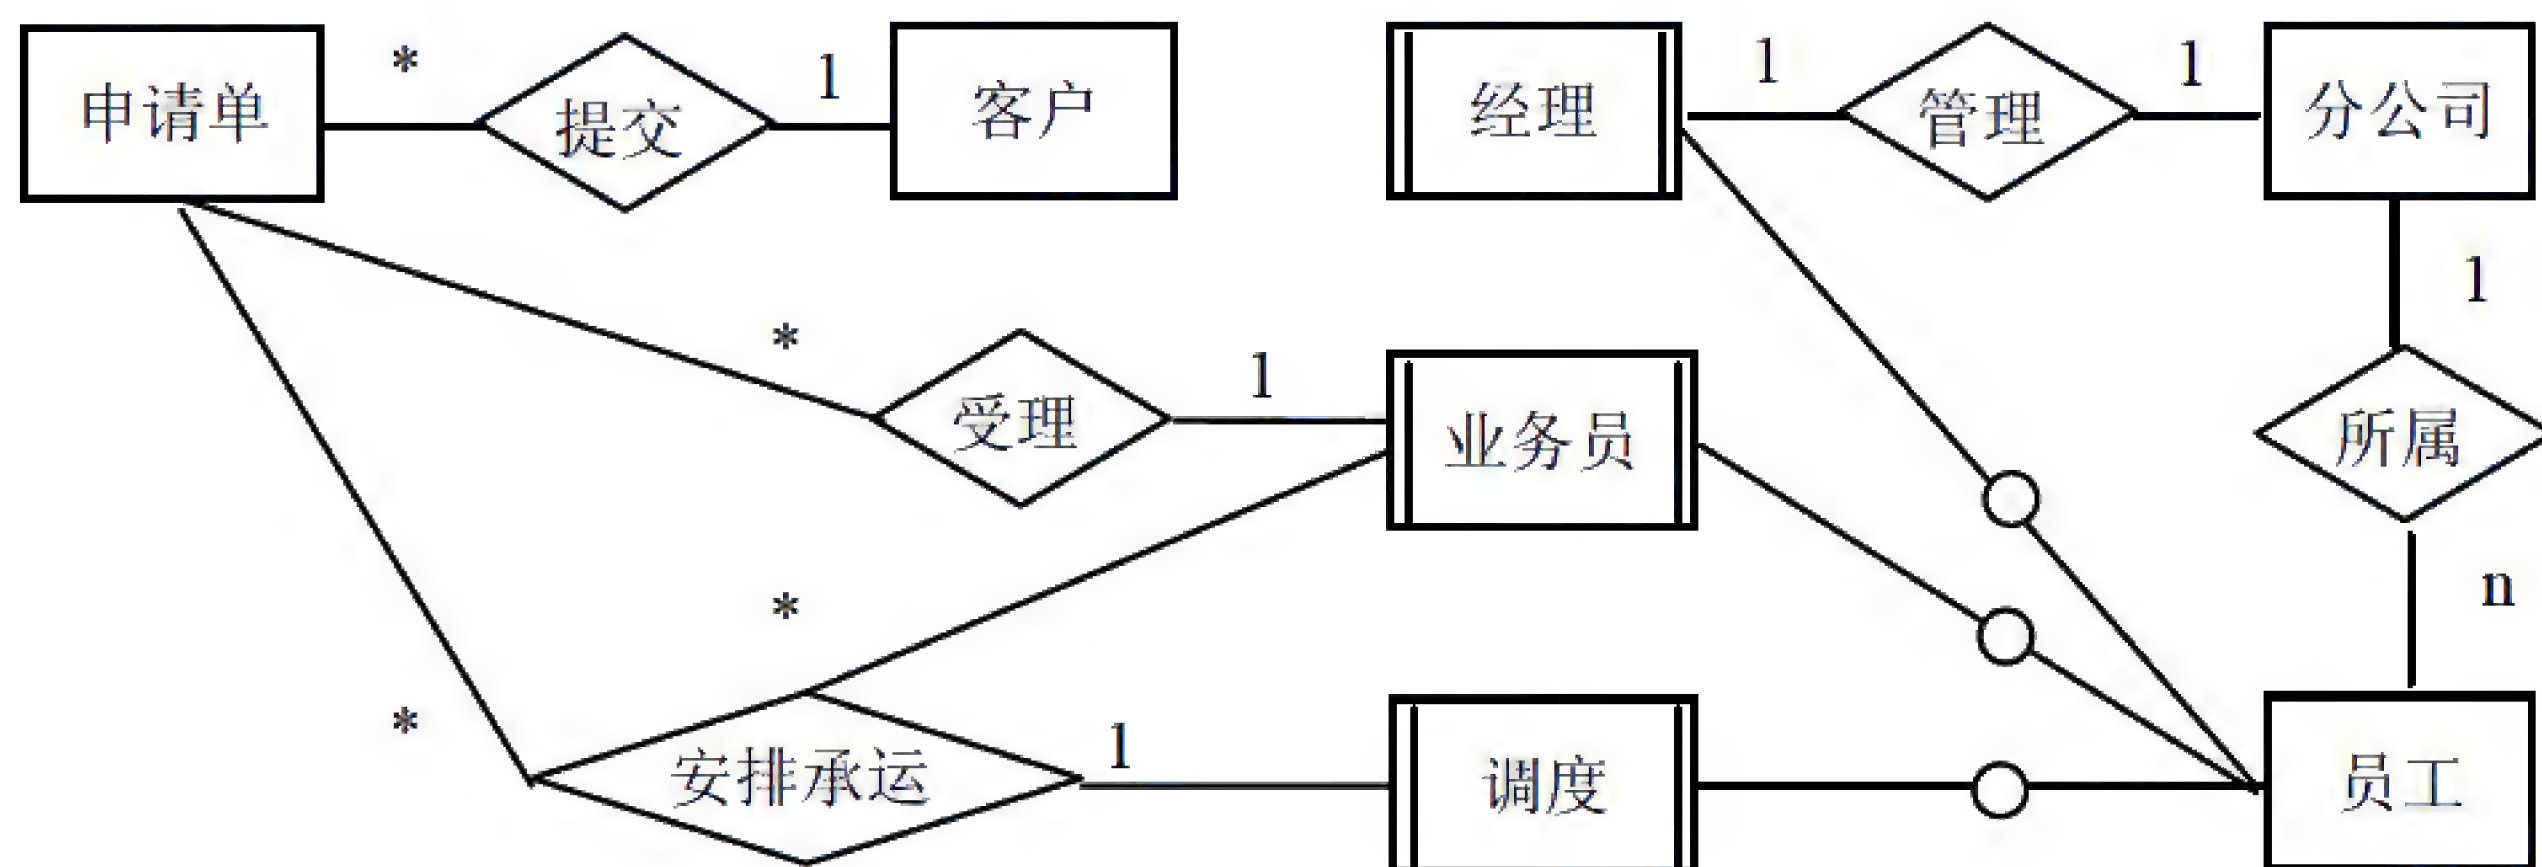 申请单 * 提交 1 客户 经理 1 管理 1 分公司
1
* 受理 1 业务员 所属
* n
* 安排承运 1 调度 员工